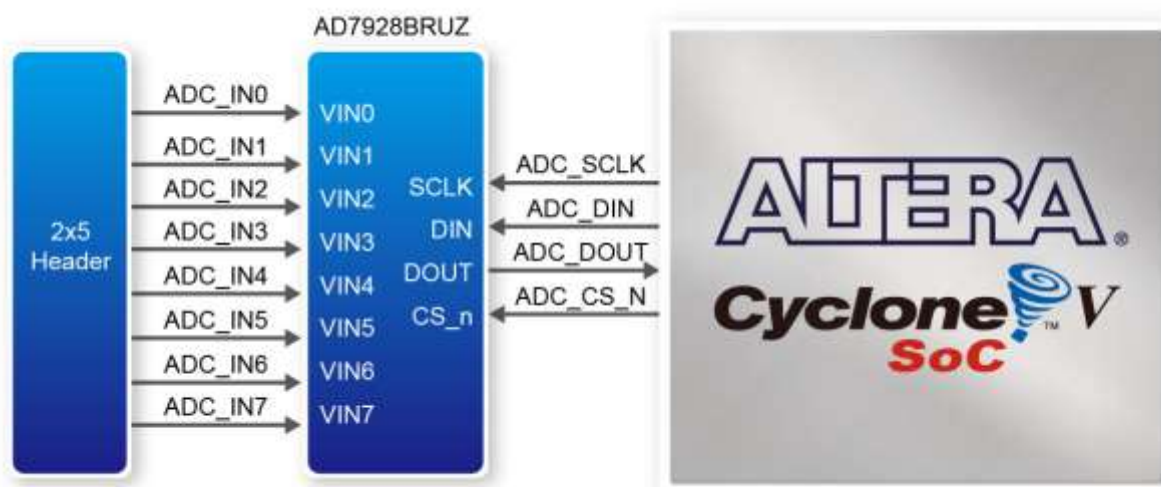 AD7928BRUZ
2x5
Header
ADC_IN0
ADC_IN1
ADC_IN2
ADC_IN3
ADC_IN4
ADC_IN5
ADC_IN6
ADC_IN7
VIN0
VIN1
VIN2
VIN3
VIN4
VIN5
VIN6
VIN7
SCLK
DIN
DOUT
CS_n
ADC_SCLK
ADC_DIN
ADC_DOUT
ADC_CS_N
ALTERA®
Cyclone™ V
SoC